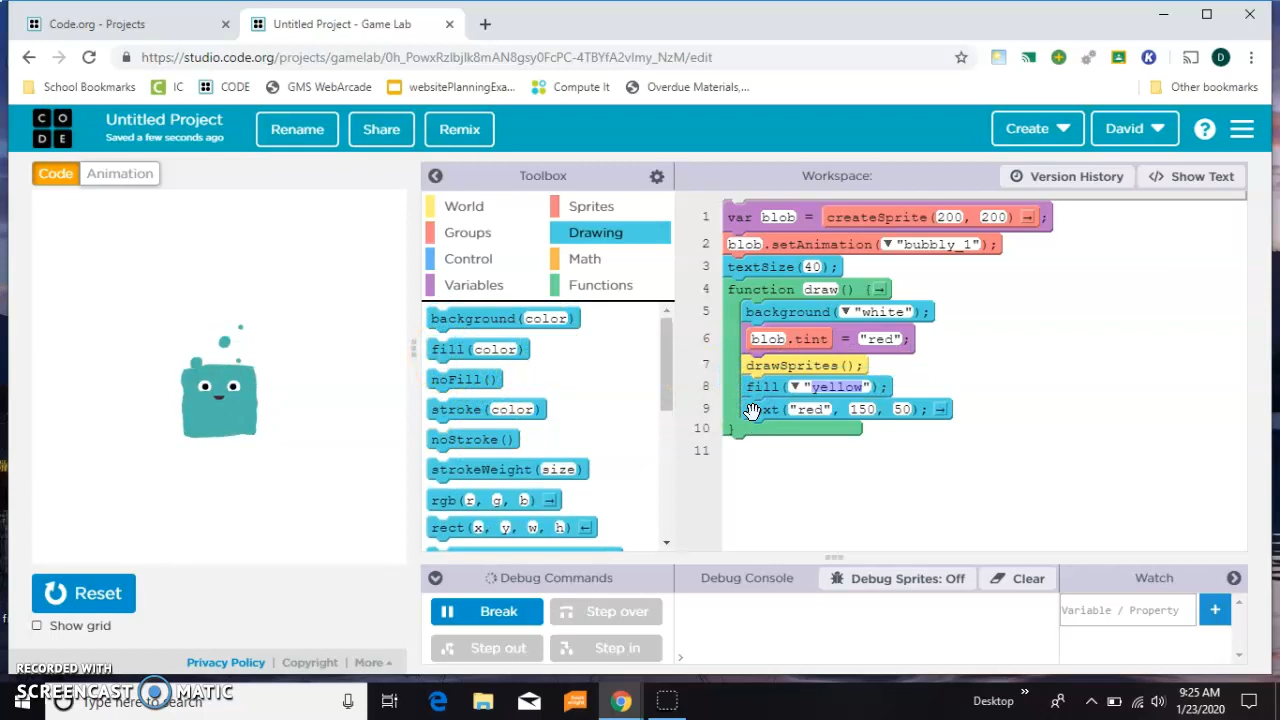 Code.org - Projects
Untitled Project - Game Lab
https://studio.code.org/projects/gamelab/0h_PowxRzlbjlk8mAN8gsy0FcPC-4TBYfA2vlmy_NzM/edit
D
School Bookmarks
IC
CODE
GMS WebArcade
websitePlanningExa...
Compute It
Overdue Materials,...
Other bookmarks
C O
D E
Untitled Project
Saved a few seconds ago
Rename
Share
Remix
Create
David
?
Code
Animation
Toolbox
Workspace:
Version History
</> Show Text
World
Sprites
Groups
Drawing
Control
Math
Variables
Functions
background(color)
fill(color)
noFill()
stroke(color)
noStroke()
strokeWeight(size)
rgb(r, g, b)
rect(x, y, w, h)
1 var blob = createSprite(200, 200);
2 blob.setAnimation("bubbly_1");
3 textSize(40);
4 function draw() {
5 background("white");
6 blob.tint = "red";
7 drawSprites();
8 fill("yellow");
9 text("red", 150, 50);
10 }
11
Reset
Show grid
Debug Commands
Debug Console
Debug Sprites: Off
Clear
Watch
Break
Step over
Step out
Step in
Variable / Property
+
>
Privacy Policy | Copyright | More
RECORDED WITH
SCREENCAST MATIC
Type here to search
Desktop
9:25 AM
1/23/2020